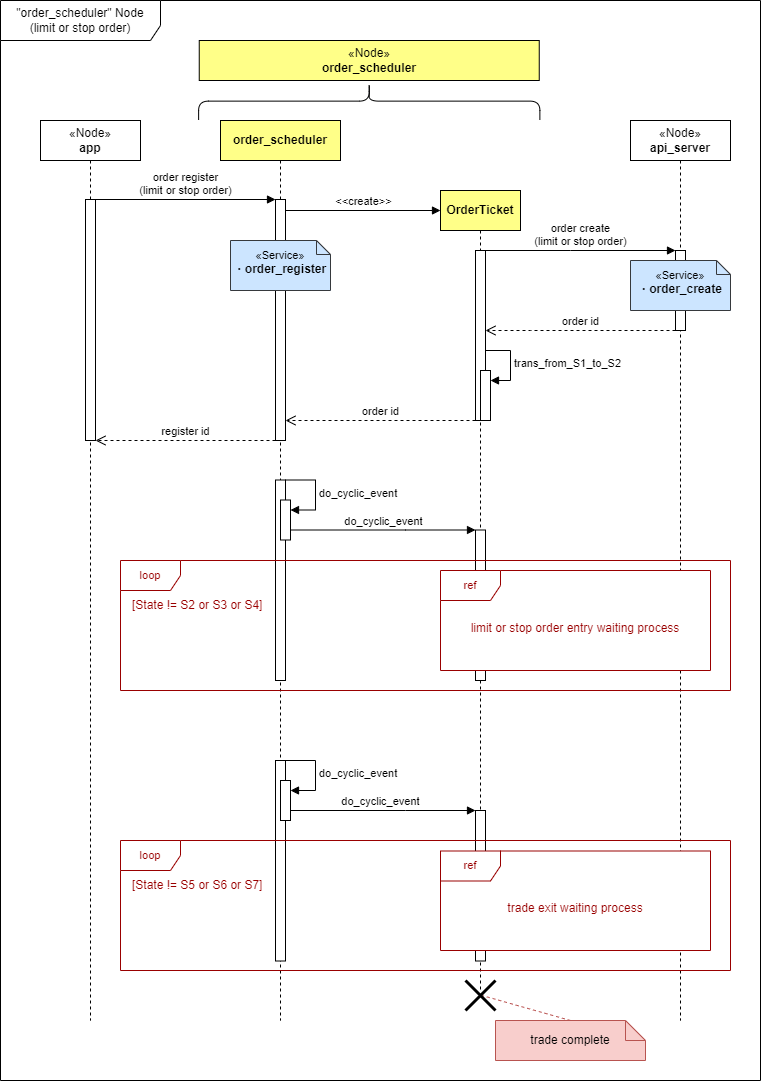 "order_scheduler" Node
(limit or stop order)
«Node»
order_scheduler
«Node»
app
order_scheduler
«Node»
api_server
order register
(limit or stop order)
<<create>>
OrderTicket
order create
(limit or stop order)
«Service»
・order_register
«Service»
・order_create
order id
trans_from_S1_to_S2
order id
register id
do_cyclic_event
do_cyclic_event
loop
ref
[State != S2 or S3 or S4]
limit or stop order entry waiting process
do_cyclic_event
do_cyclic_event
loop
ref
[State != S5 or S6 or S7]
trade exit waiting process
trade complete